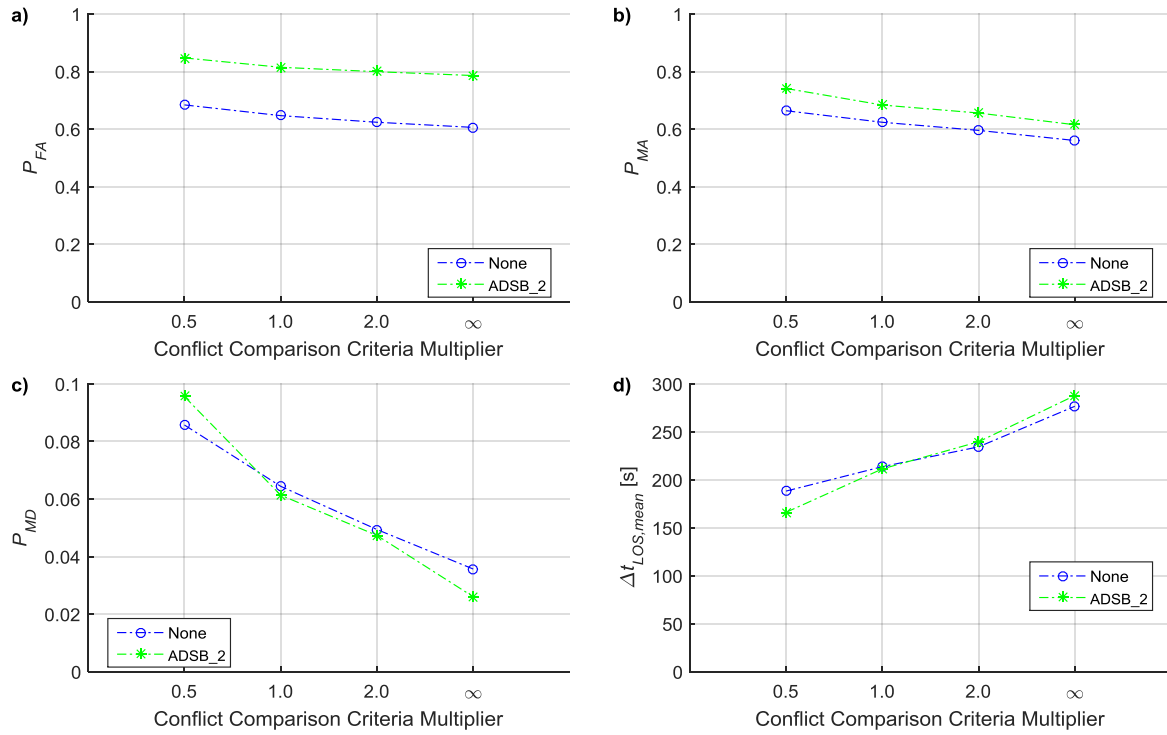 a)
1
0.8
0.6
0.4
0.2
0
P_FA
None
ADSB_2
0.5 1.0 2.0 ∞
Conflict Comparison Criteria Multiplier
b)
1
0.8
0.6
0.4
0.2
0
P_MA
None
ADSB_2
0.5 1.0 2.0 ∞
Conflict Comparison Criteria Multiplier
c)
0.1
0.08
0.06
0.04
0.02
0
P_MD
None
ADSB_2
0.5 1.0 2.0 ∞
Conflict Comparison Criteria Multiplier
d)
300
250
200
150
100
50
0
Δt_LOS,mean [s]
None
ADSB_2
0.5 1.0 2.0 ∞
Conflict Comparison Criteria Multiplier